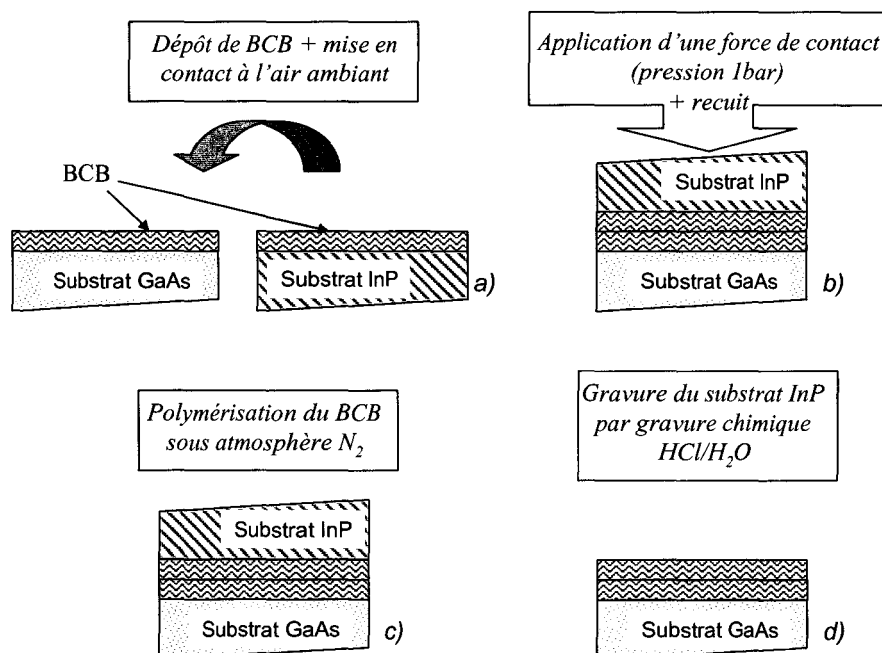 Dépôt de BCB + mise en
contact à l'air ambiant
BCB
Substrat GaAs
Substrat InP
a)
Application d'une force de contact
(pression 1bar)
+ recuit
Substrat InP
Substrat GaAs
b)
Polymérisation du BCB
sous atmosphère N₂
Substrat InP
Substrat GaAs
c)
Gravure du substrat InP
par gravure chimique
HCl/H₂O
Substrat GaAs
d)